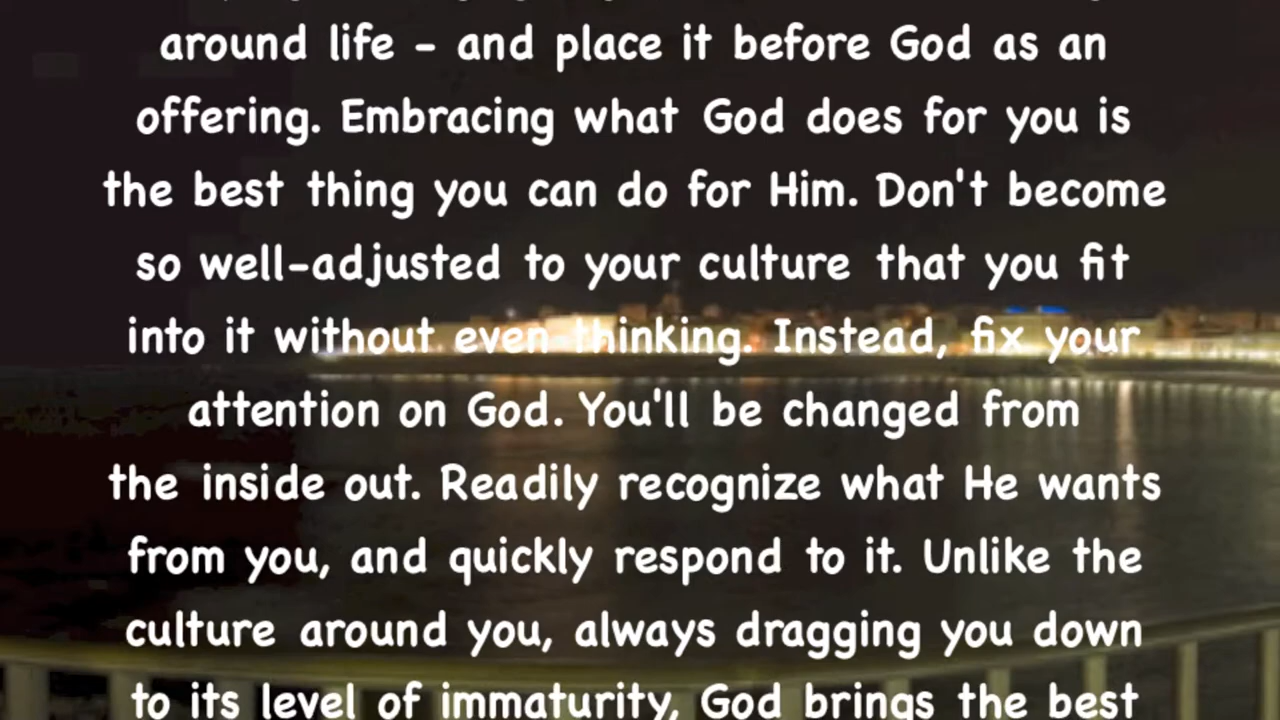 around life - and place it before God as an
offering. Embracing what God does for you is
the best thing you can do for Him. Don't become
so well-adjusted to your culture that you fit
into it without even thinking. Instead, fix your
attention on God. You'll be changed from
the inside out. Readily recognize what He wants
from you, and quickly respond to it. Unlike the
culture around you, always dragging you down
to its level of immaturity, God brings the best